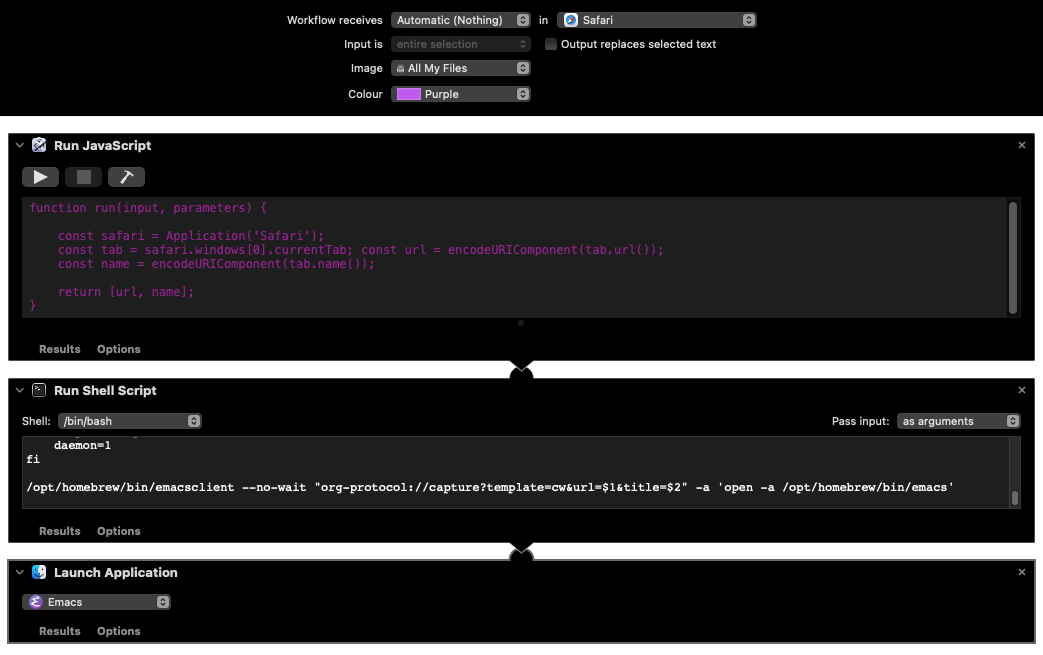 Workflow receives Automatic (Nothing) in Safari
Input is entire selection Output replaces selected text
Image All My Files
Colour Purple
Run JavaScript
function run(input, parameters) {
const safari = Application('Safari');
const tab = safari.windows[0].currentTab; const url = encodeURIComponent(tab.url());
const name = encodeURIComponent(tab.name());
return [url, name];
}
Results Options
Run Shell Script
Shell: /bin/bash Pass input: as arguments
daemon=1
fi
/opt/homebrew/bin/emacsclient --no-wait "org-protocol://capture?template=cw&url=$1&title=$2" -a 'open -a /opt/homebrew/bin/emacs'
Results Options
Launch Application
Emacs
Results Options